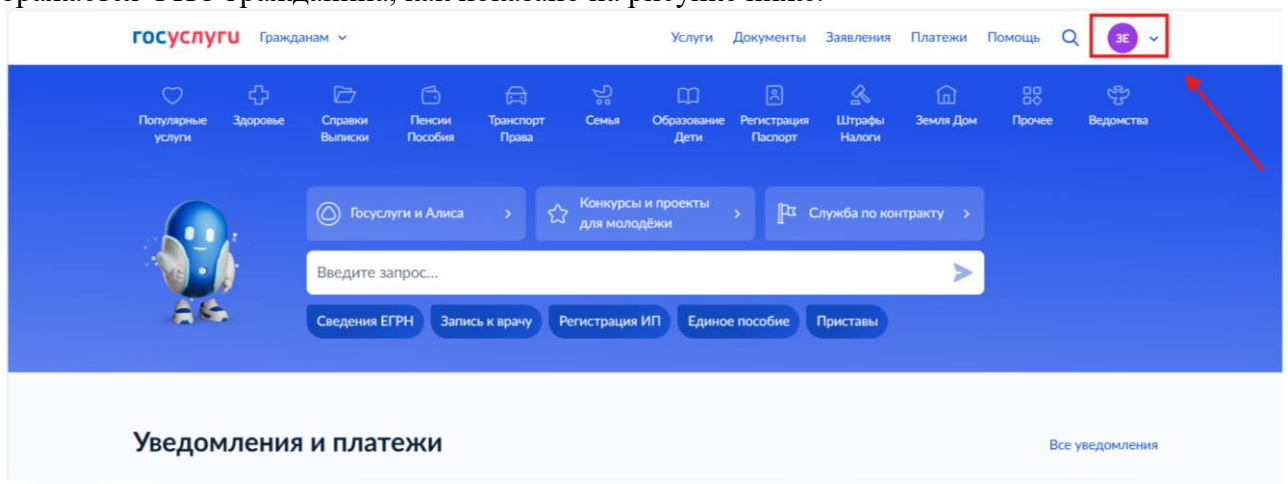 госуслуги Гражданам Услуги Документы Заявления Платежи Помощь ЗЕ
Популярные услуги
Здоровье
Справки Выписки
Пенсии Пособия
Транспорт Права
Семья
Образование Дети
Регистрация Паспорт
Штрафы Налоги
Земля Дом
Прочее
Ведомства
Госуслуги и Алиса
Конкурсы и проекты
для молодёжи
Служба по контракту
Введите запрос...
Сведения ЕГРН Запись к врачу Регистрация ИП Единое пособие Приставы
Уведомления и платежи Все уведомления